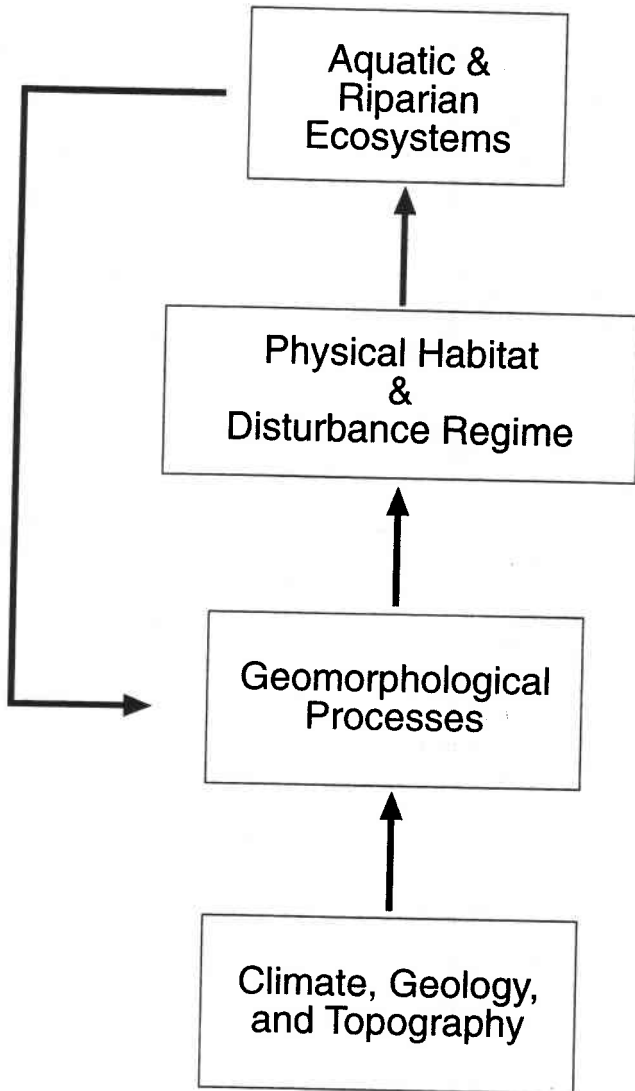 Aquatic &
Riparian
Ecosystems
Physical Habitat
&
Disturbance Regime
Geomorphological
Processes
Climate, Geology,
and Topography